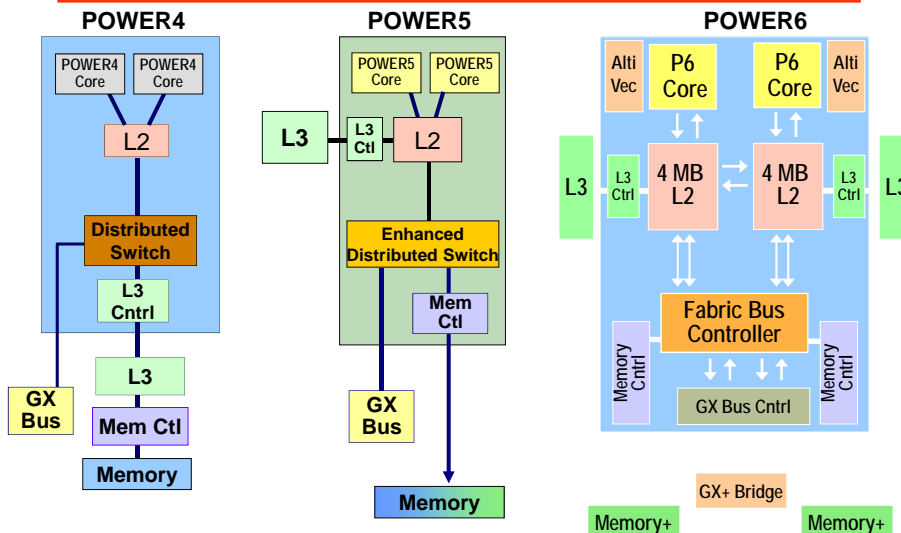 POWER4
POWER4
Core
POWER4
Core
L2
Distributed
Switch
L3
Cntrl
L3
GX
Bus
Mem Ctl
Memory
POWER5
POWER5
Core
POWER5
Core
L3
L3
Ctl
L2
Enhanced
Distributed Switch
Mem
Ctl
GX
Bus
Memory
POWER6
Alti
Vec
P6
Core
P6
Core
Alti
Vec
L3
L3
Ctrl
4 MB
L2
4 MB
L2
L3
Ctrl
L3
Fabric Bus
Controller
Memory
Cntrl
Memory
Cntrl
GX Bus Cntrl
GX+ Bridge
Memory+
Memory+